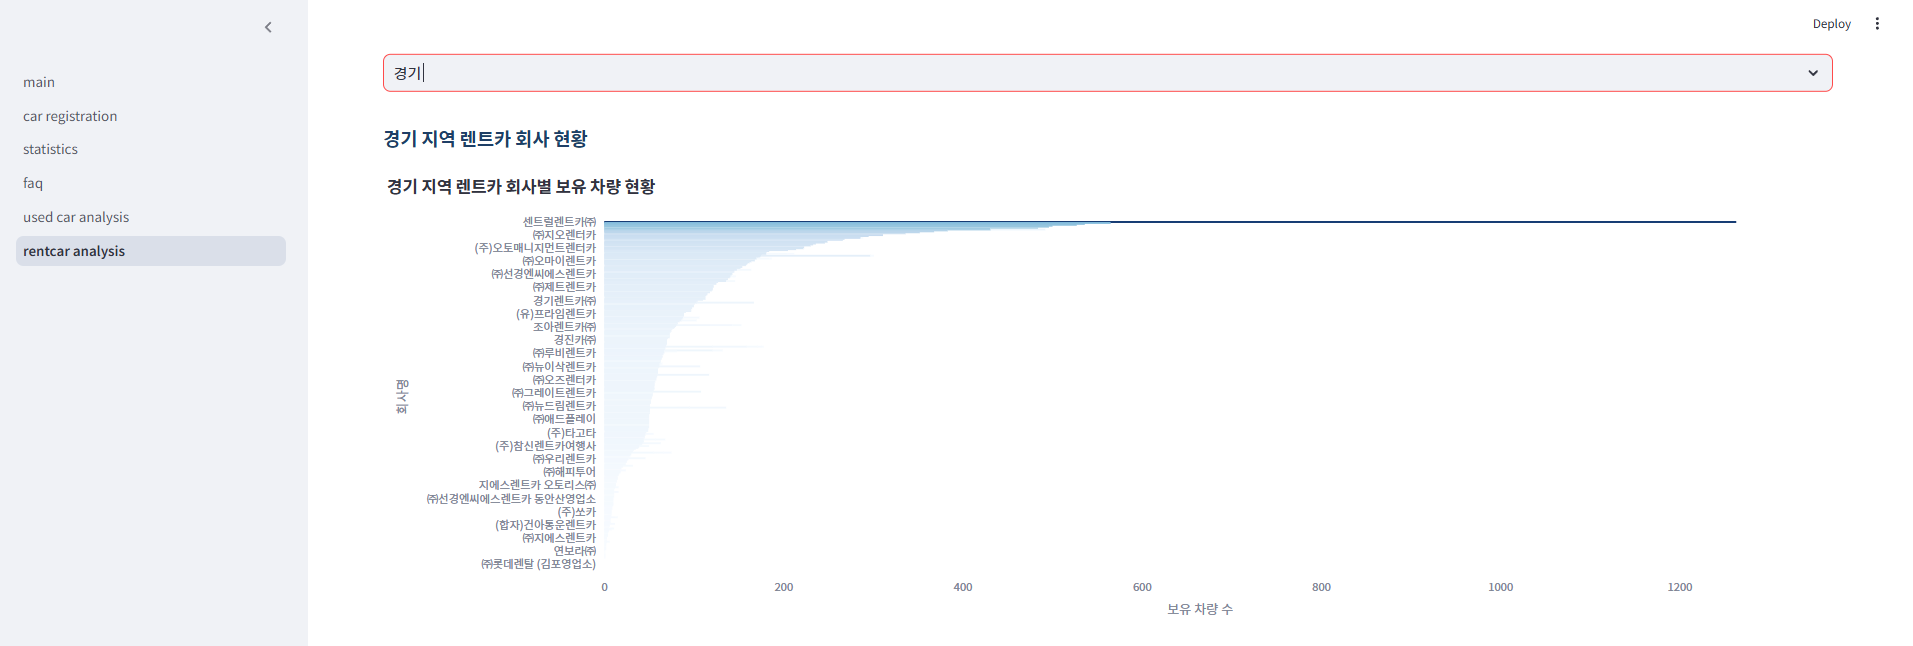 Deploy
main
car registration
statistics
faq
used car analysis
rentcar analysis
경기
경기 지역 렌트카 회사 현황
경기 지역 렌트카 회사별 보유 차량 현황
센트럴렌트카㈜
㈜지오렌터카
(주)오토매니지먼트렌터카
㈜오마이렌트카
㈜선경엔씨에스렌트카
㈜제트렌트카
경기렌트카㈜
(유)프라임렌트카
조아렌트카㈜
경진카㈜
㈜루비렌트카
㈜뉴이삭렌트카
㈜오즈렌터카
㈜그레이트렌트카
㈜뉴드림렌트카
㈜애드플레이
(주)타고타
(주)참신렌트카여행사
㈜우리렌트카
㈜해피투어
지에스렌트카 오토리스㈜
㈜선경엔씨에스렌트카 동안산영업소
(주)쏘카
(합자)건아통운렌트카
㈜지에스렌트카
연보라㈜
㈜롯데렌탈 (김포영업소)
회사명
0 200 400 600 800 1000 1200
보유 차량 수